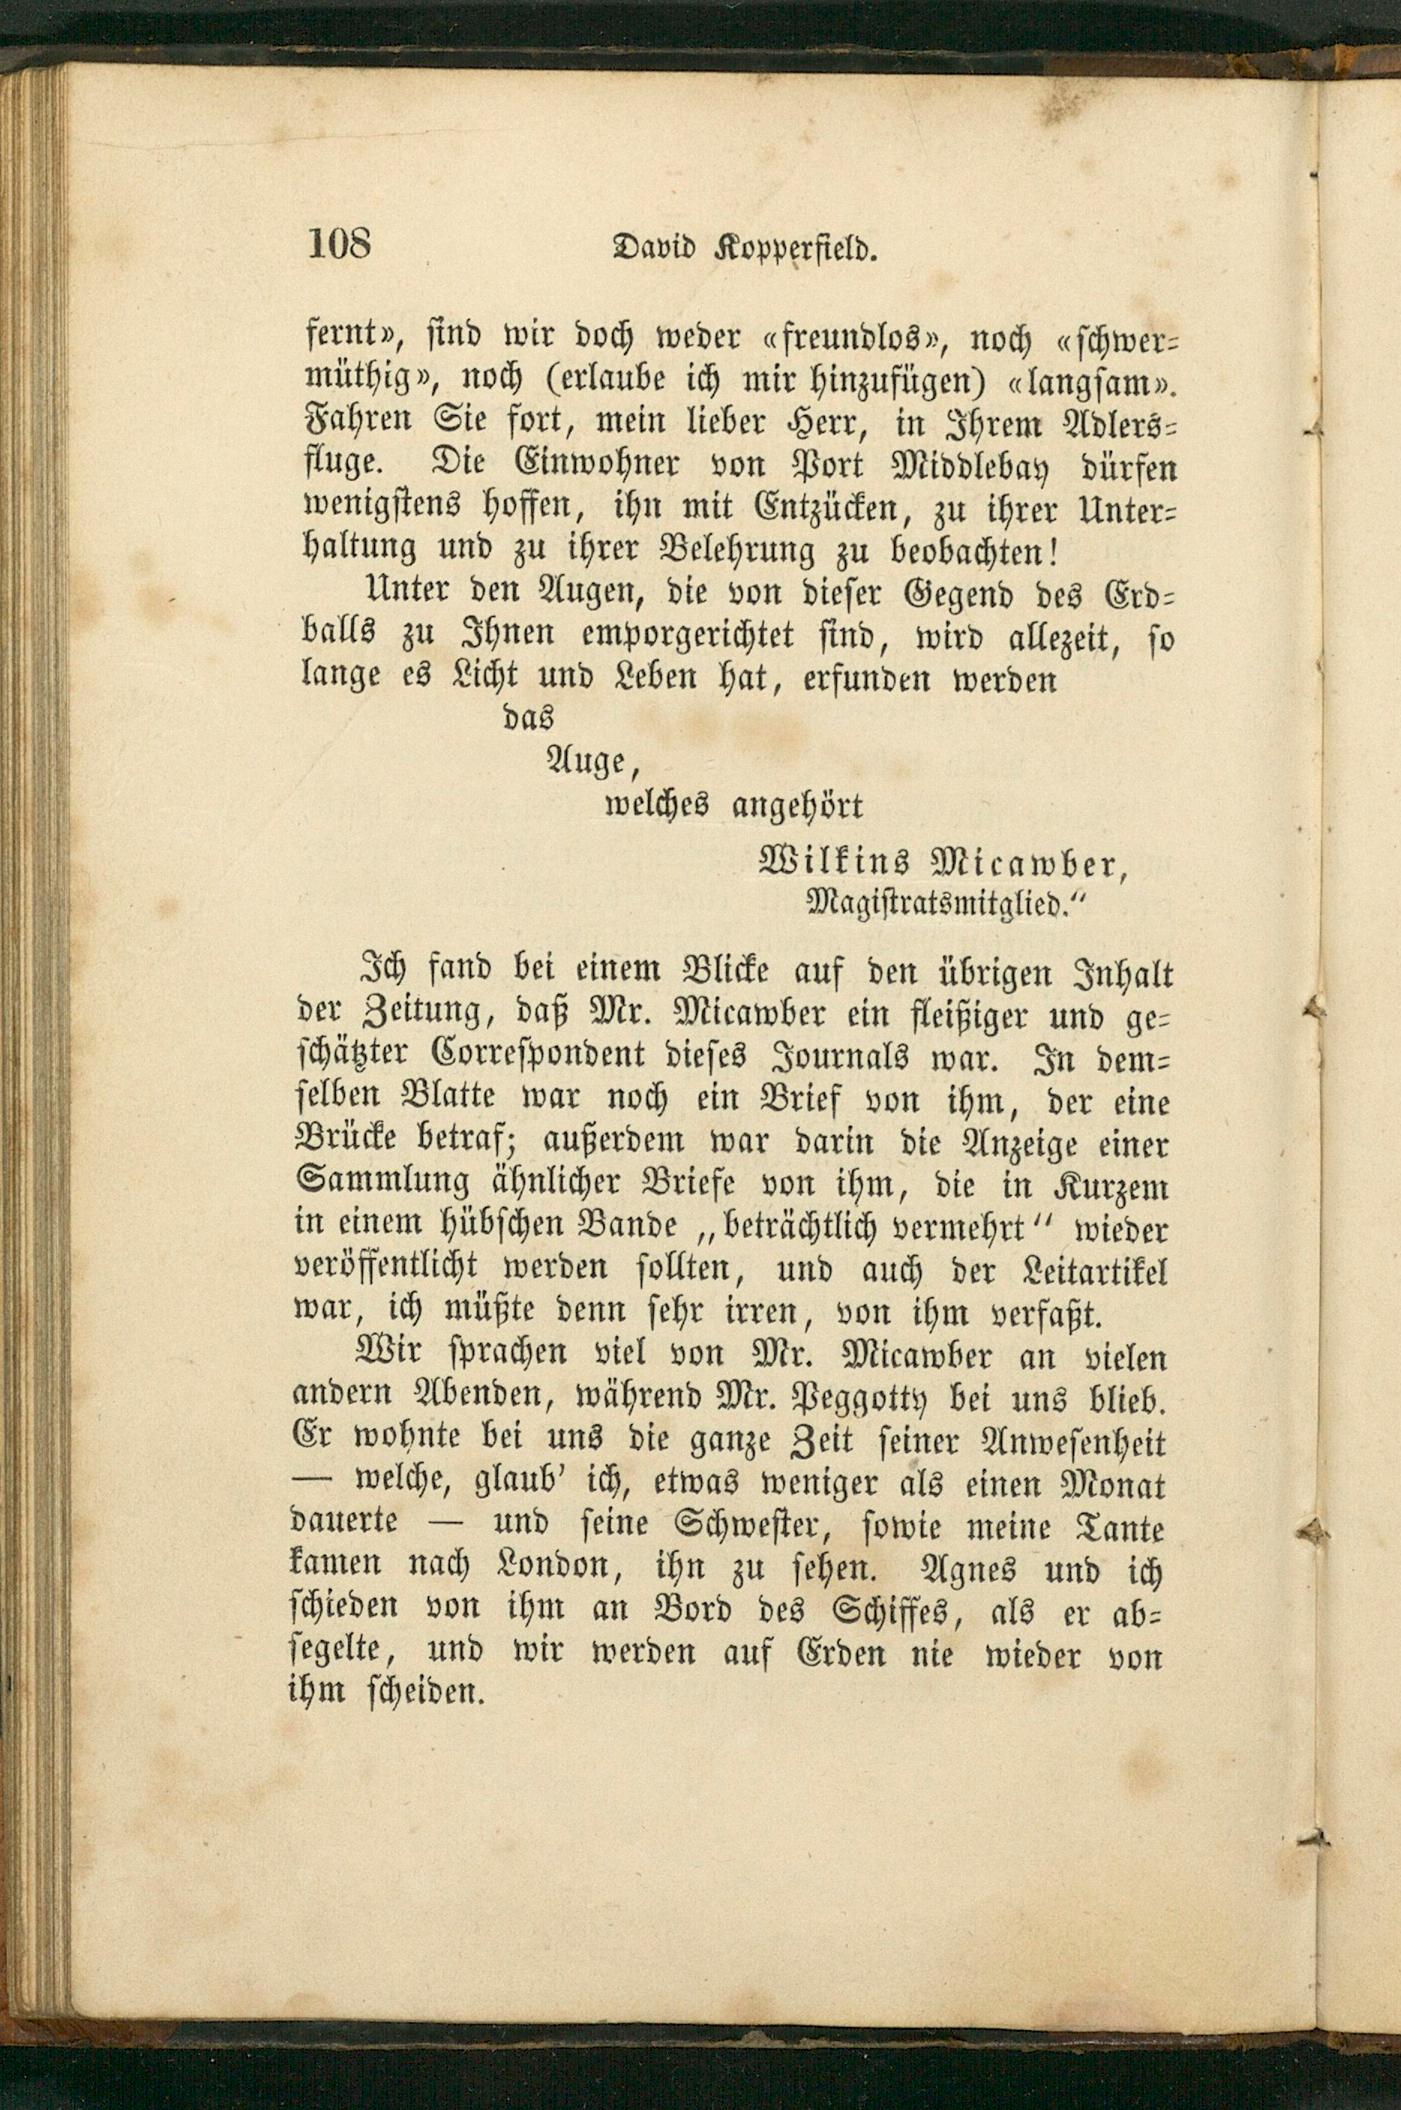 108 David Kopperfield.
fernt», sind wir doch weder «freundlos», noch «schwer-
müthig», noch (erlaube ich mir hinzufügen) «langsam».
Fahren Sie fort, mein lieber Herr, in Ihrem Adlers-
fluge. Die Einwohner von Port Middlebay dürfen
wenigstens hoffen, ihn mit Entzücken, zu ihrer Unter-
haltung und zu ihrer Belehrung zu beobachten!
Unter den Augen, die von dieser Gegend des Erd-
balls zu Ihnen emporgerichtet sind, wird allezeit, so
lange es Licht und Leben hat, erfunden werden
das
Auge,
welches angehört
Wilkins Micawber,
Magistratsmitglied.“
Ich fand bei einem Blicke auf den übrigen Inhalt
der Zeitung, daß Mr. Micawber ein fleißiger und ge-
schätzter Correspondent dieses Journals war. In dem-
selben Blatte war noch ein Brief von ihm, der eine
Brücke betraf; außerdem war darin die Anzeige einer
Sammlung ähnlicher Briefe von ihm, die in Kurzem
in einem hübschen Bande „beträchtlich vermehrt“ wieder
veröffentlicht werden sollten, und auch der Leitartikel
war, ich müßte denn sehr irren, von ihm verfaßt.
Wir sprachen viel von Mr. Micawber an vielen
andern Abenden, während Mr. Peggotty bei uns blieb.
Er wohnte bei uns die ganze Zeit seiner Anwesenheit
— welche, glaub' ich, etwas weniger als einen Monat
dauerte — und seine Schwester, sowie meine Tante
kamen nach London, ihn zu sehen. Agnes und ich
schieden von ihm an Bord des Schiffes, als er ab-
segelte, und wir werden auf Erden nie wieder von
ihm scheiden.